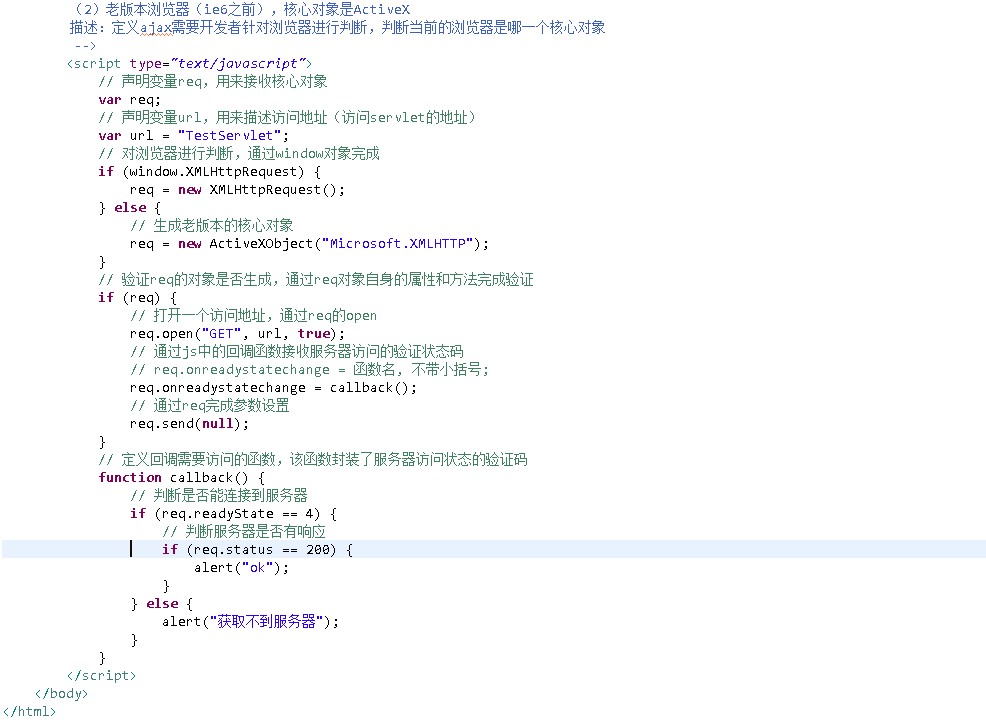 （2）老版本浏览器（ie6之前），核心对象是ActiveX
描述：定义ajax需要开发者针对浏览器进行判断，判断当前的浏览器是哪一个核心对象
-->
<script type="text/javascript">
// 声明变量req，用来接收核心对象
var req;
// 声明变量url，用来描述访问地址（访问servlet的地址）
var url = "TestServlet";
// 对浏览器进行判断，通过window对象完成
if (window.XMLHttpRequest) {
req = new XMLHttpRequest();
} else {
// 生成老版本的核心对象
req = new ActiveXObject("Microsoft.XMLHTTP");
}
// 验证req的对象是否生成，通过req对象自身的属性和方法完成验证
if (req) {
// 打开一个访问地址，通过req的open
req.open("GET", url, true);
// 通过js中的回调函数接收服务器访问的验证状态码
// req.onreadystatechange = 函数名, 不带小括号;
req.onreadystatechange = callback();
// 通过req完成参数设置
req.send(null);
}
// 定义回调需要访问的函数，该函数封装了服务器访问状态的验证码
function callback() {
// 判断是否能连接到服务器
if (req.readyState == 4) {
// 判断服务器是否有响应
if (req.status == 200) {
alert("ok");
}
} else {
alert("获取不到服务器");
}
}
</script>
</body>
</html>